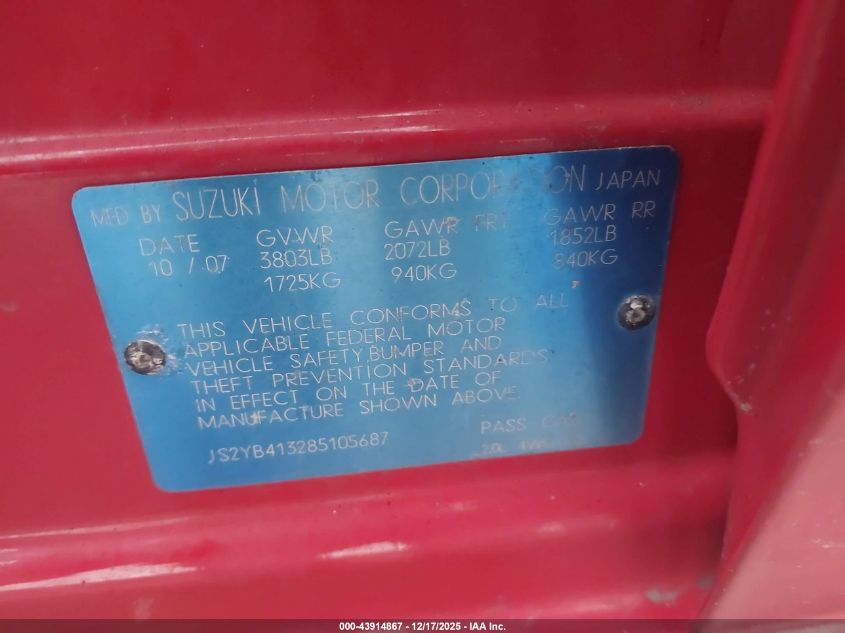 MFD BY SUZUKI MOTOR CORPORATION JAPAN
DATE GVWR GAWR FRT GAWR RR
10 / 07 3803LB 2072LB 1852LB
1725KG 940KG 840KG
THIS VEHICLE CONFORMS TO ALL
APPLICABLE FEDERAL MOTOR
VEHICLE SAFETY,BUMPER AND
THEFT PREVENTION STANDARDS
IN EFFECT ON THE DATE OF
MANUFACTURE SHOWN ABOVE
JS2YB413285105687 PASS CAR
2.0L
000-43914867 - 12/17/2025 - IAA Inc.